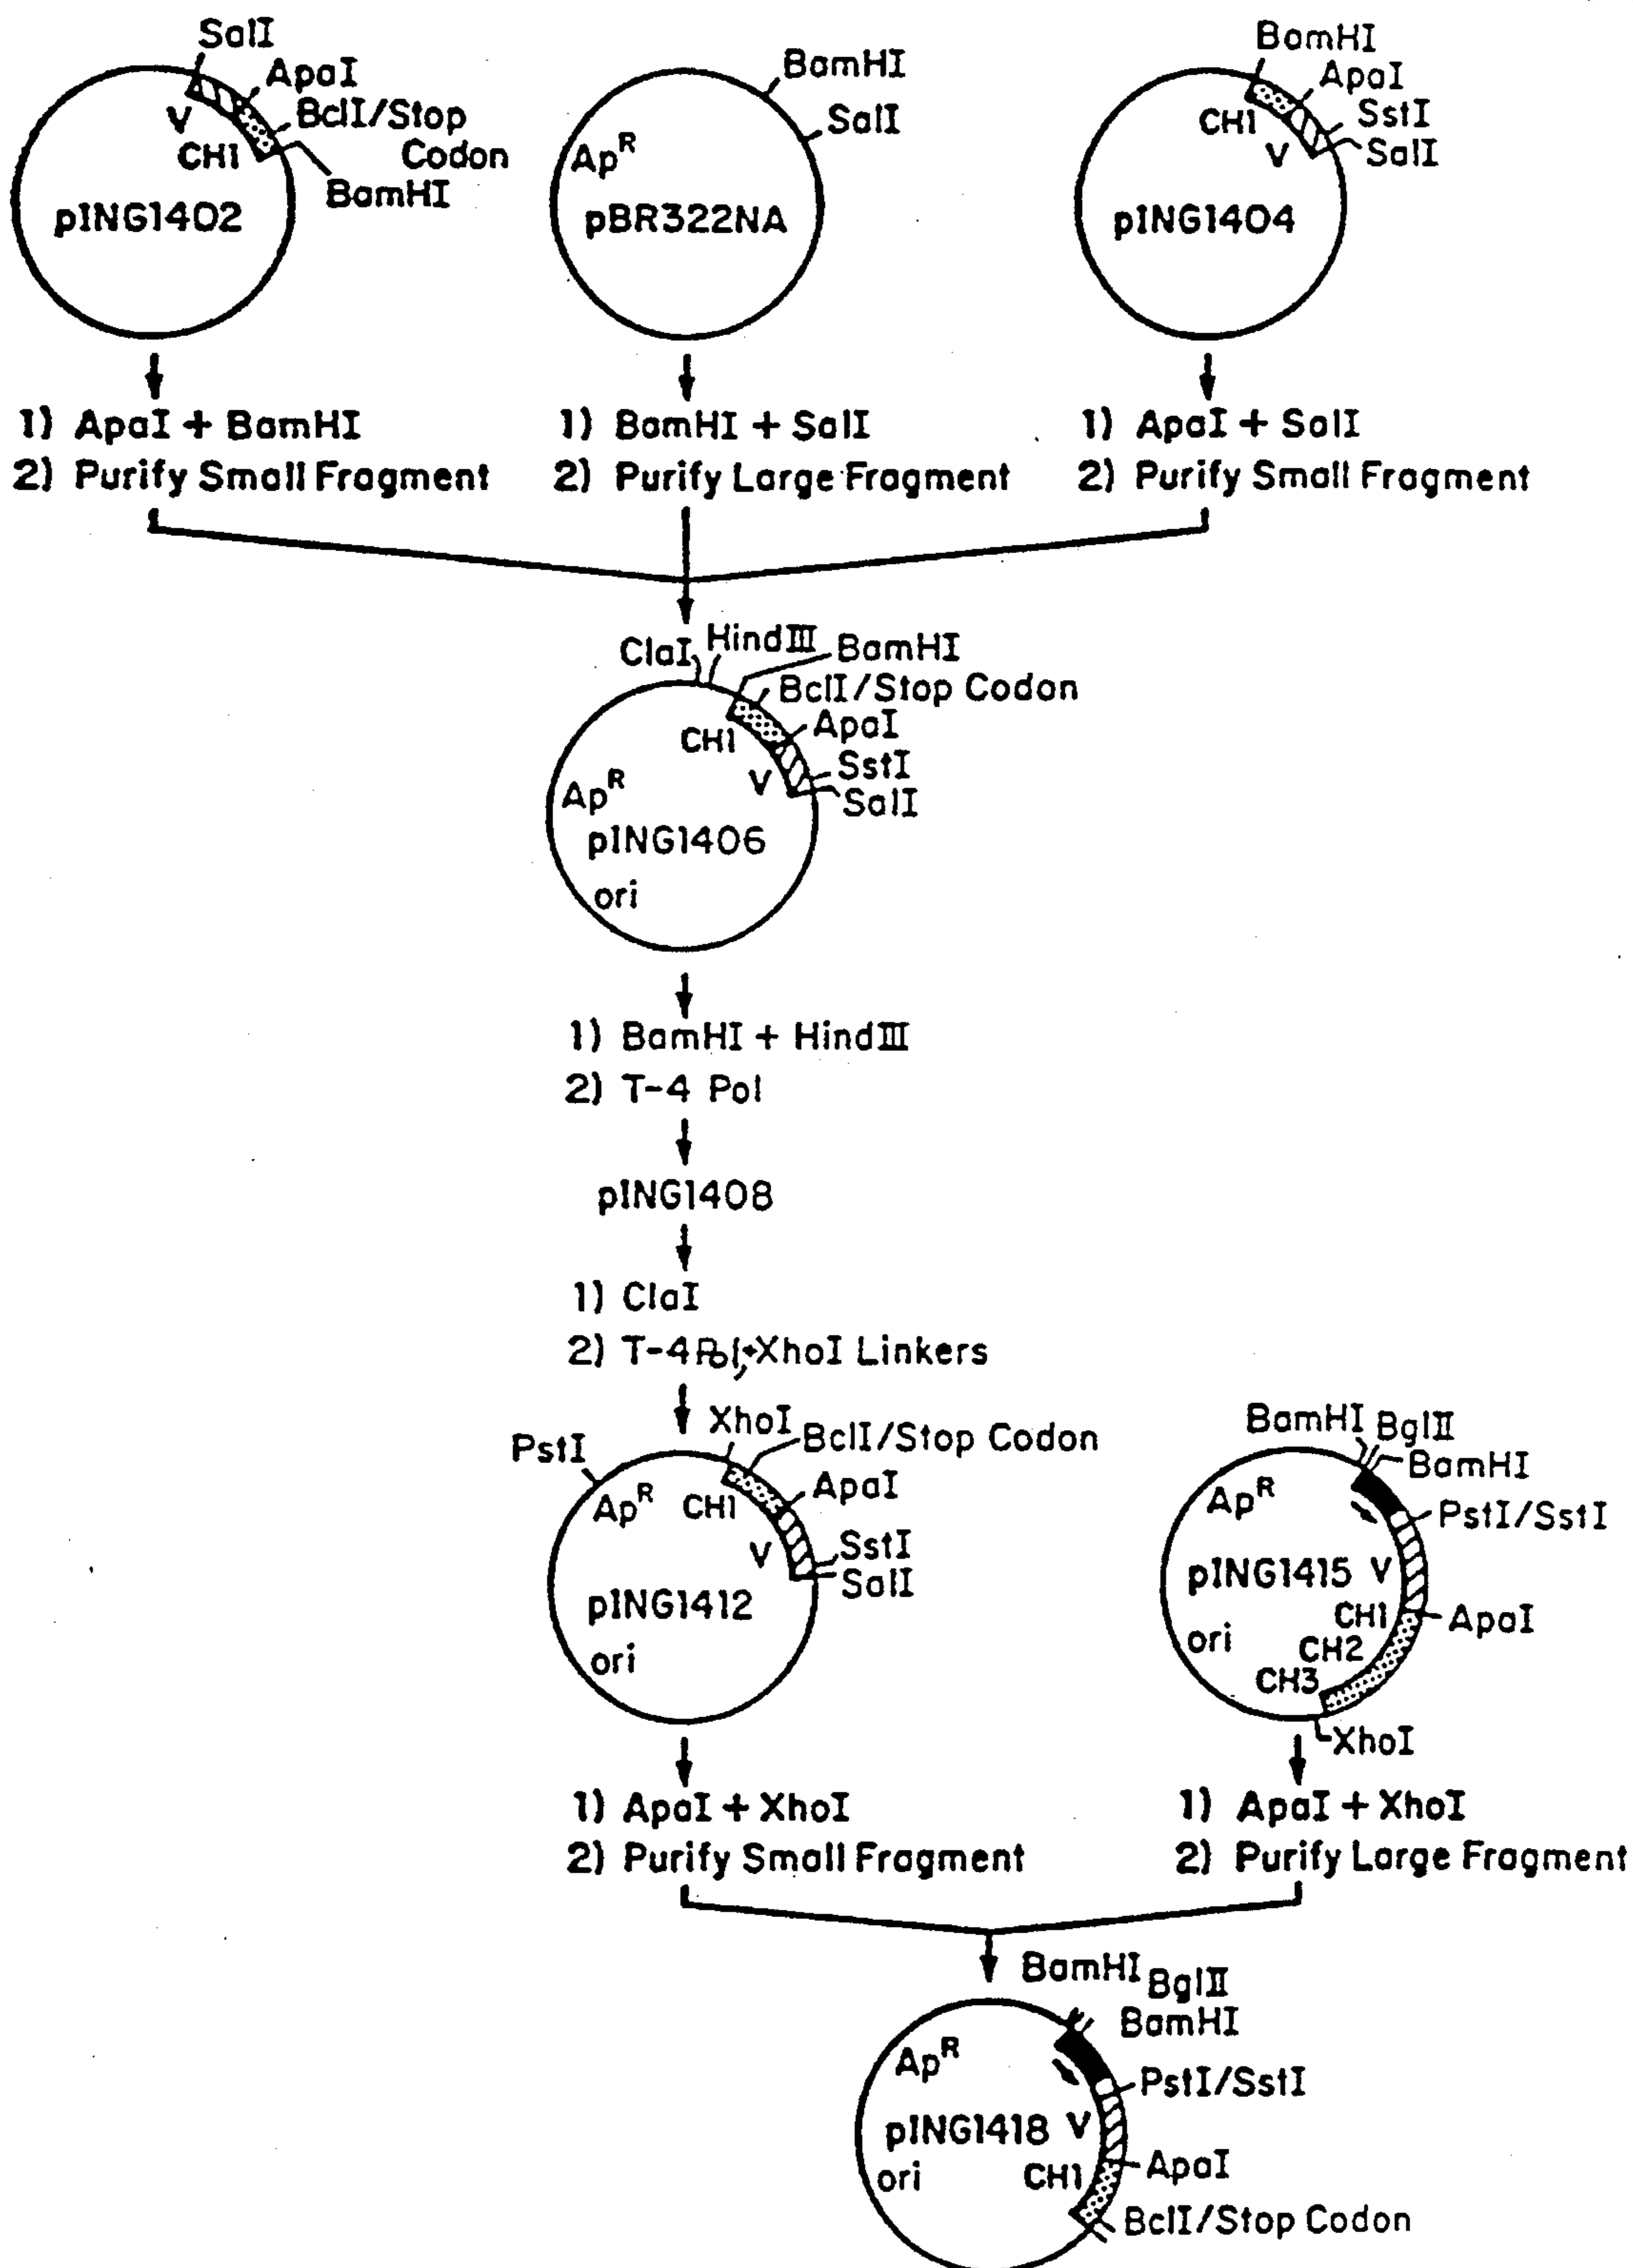 SalI
ApaI
BclI/Stop
Codon
BamHI
V
CH1
pING1402
BamHI
SalI
Ap^R
pBR322NA
BamHI
ApaI
SstI
SalI
CH1
V
pING1404
1) ApaI + BamHI
2) Purify Small Fragment
1) BamHI + SalI
2) Purify Large Fragment
1) ApaI + SalI
2) Purify Small Fragment
ClaI
HindIII
BamHI
BclI/Stop Codon
ApaI
SstI
SalI
CH1
V
Ap^R
pING1406
ori
1) BamHI + HindIII
2) T-4 Pol
pING1408
1) ClaI
2) T-4 Pol, + XhoI Linkers
PstI
XhoI
BclI/Stop Codon
ApaI
SstI
SalI
Ap^R
CH1
V
pING1412
ori
BamHI
BglII
BamHI
PstI/SstI
ApaI
XhoI
Ap^R
pING1415
V
CH1
CH2
CH3
ori
1) ApaI + XhoI
2) Purify Small Fragment
1) ApaI + XhoI
2) Purify Large Fragment
BamHI
BglII
BamHI
PstI/SstI
ApaI
BclI/Stop Codon
Ap^R
pING1418
V
CH1
ori